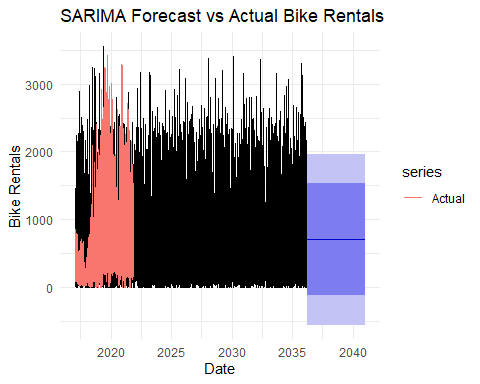 SARIMA Forecast vs Actual Bike Rentals
Bike Rentals
3000
2000
1000
0
2020
2025
2030
2035
2040
Date
series
Actual